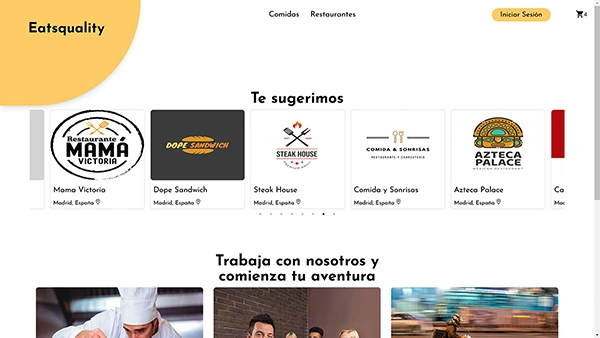 Eatsquality
Comidas Restaurantes
Iniciar Sesión
Te sugerimos
Restaurante
MAMÁ
VICTORIA
DOPE SANDWICH
STEAK HOUSE
COMIDA & SONRISAS
RESTAURANTE Y CHARCUTERIA
AZTECA
PALACE
MEXICAN RESTAURANT
Mama Victoria
Madrid, España
Dope Sandwich
Madrid, España
Steak House
Madrid, España
Comida y Sonrisas
Madrid, España
Azteca Palace
Madrid, España
Ca
Madrid
Trabaja con nosotros y
comienza tu aventura